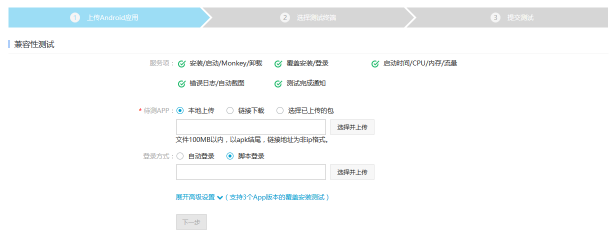 1 上传Android应用
2 选择测试终端
3 提交测试
兼容性测试
服务项： 安装/启动/Monkey/卸载 覆盖安装/登录 启动时间/CPU/内存/流量
错误日志/自动截图 测试完成通知
* 待测APP： 本地上传 链接下载 选择已上传的包
选择并上传
文件100MB以内，以apk结尾，链接地址为非ip格式。
登录方式： 自动登录 脚本登录
选择并上传
展开高级设置 （支持3个App版本的覆盖安装测试）
下一步